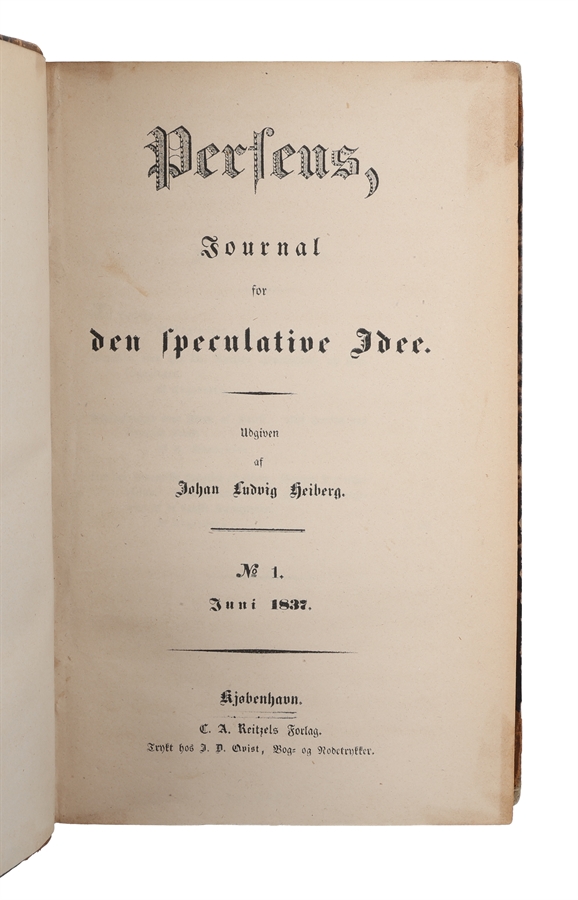 Perseus,
Journal
for
den speculative Idee.
Udgiven
af
Johan Ludvig Heiberg.
№ 1.
Juni 1837.
Kjøbenhavn.
C. A. Reitzels Forlag.
Trykt hos J. D. Qvist, Bog- og Nodetrykker.